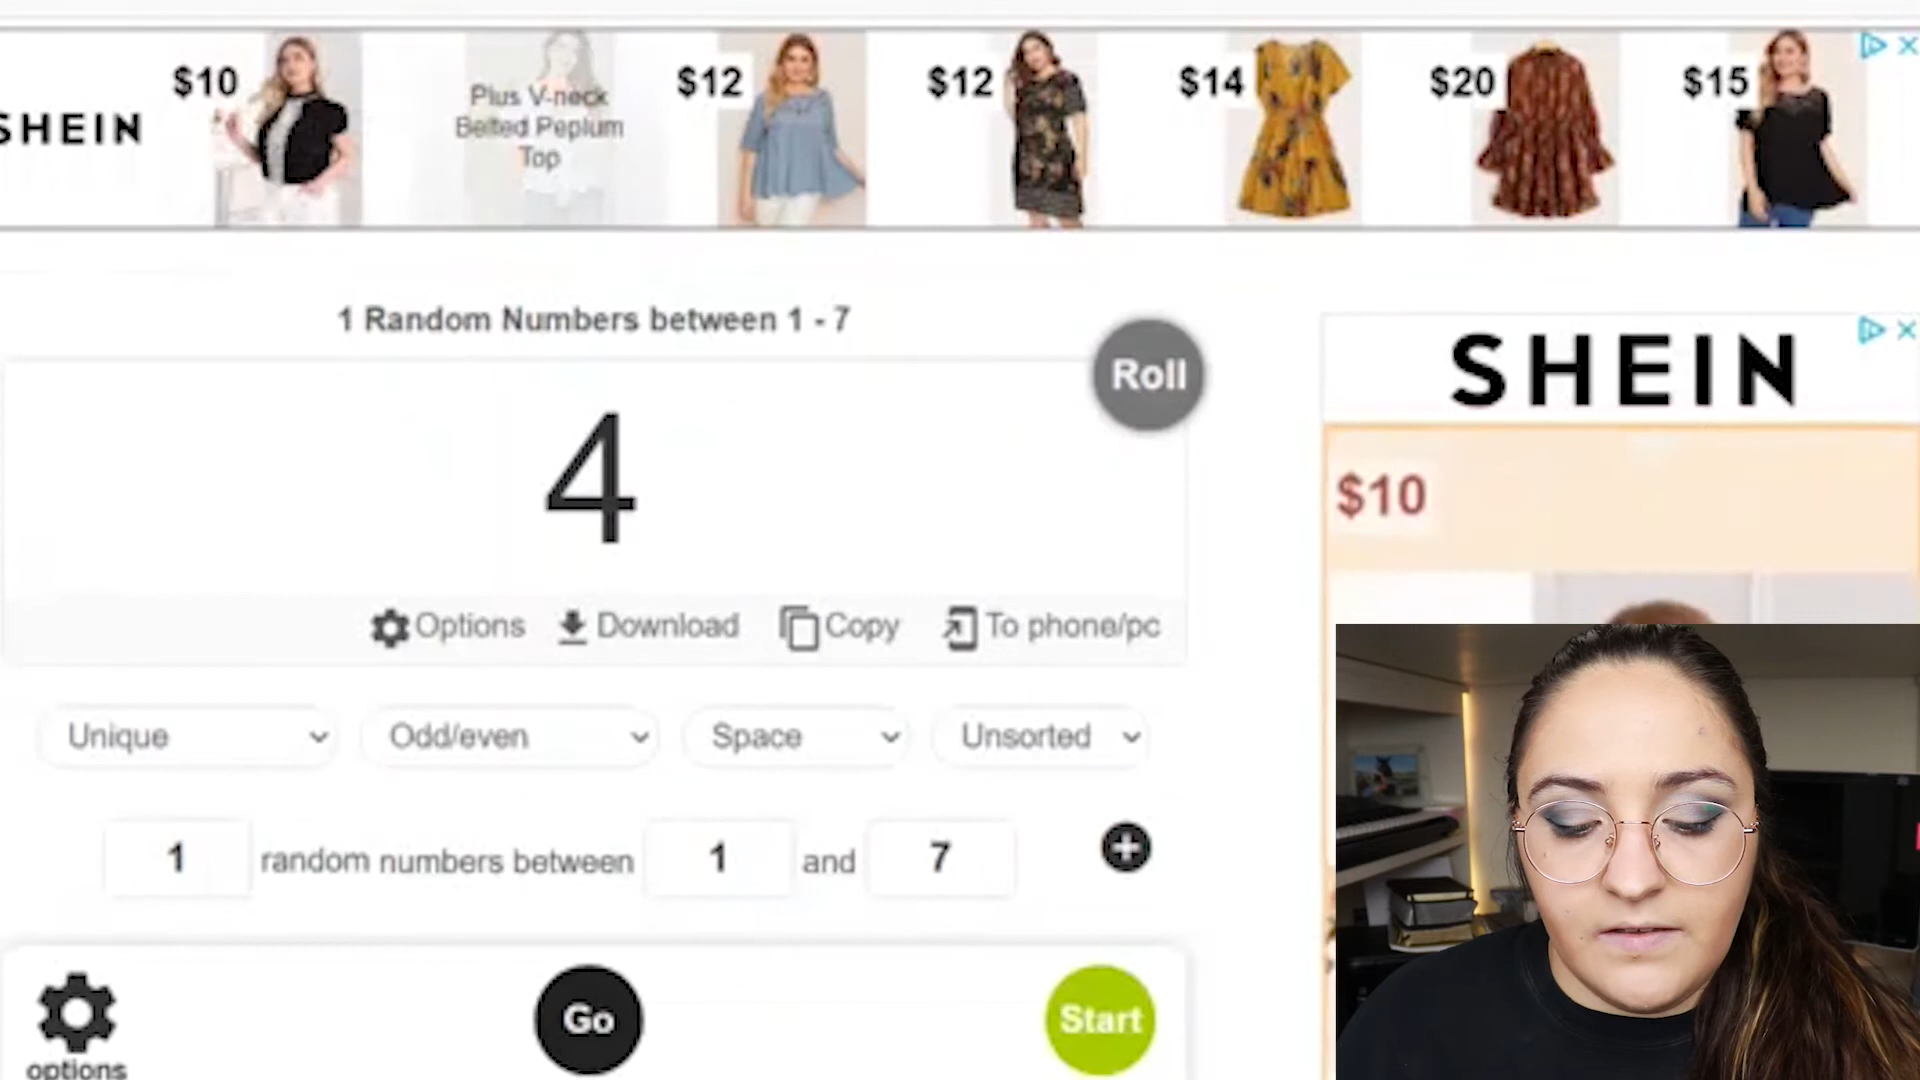 SHEIN
$10
Plus V-neck
Belted Peplum
Top
$12
$12
$14
$20
$15
1 Random Numbers between 1 - 7
Roll
4
Options
Download
Copy
To phone/pc
Unique
Odd/even
Space
Unsorted
1 random numbers between 1 and 7
options
Go
Start
SHEIN
$10